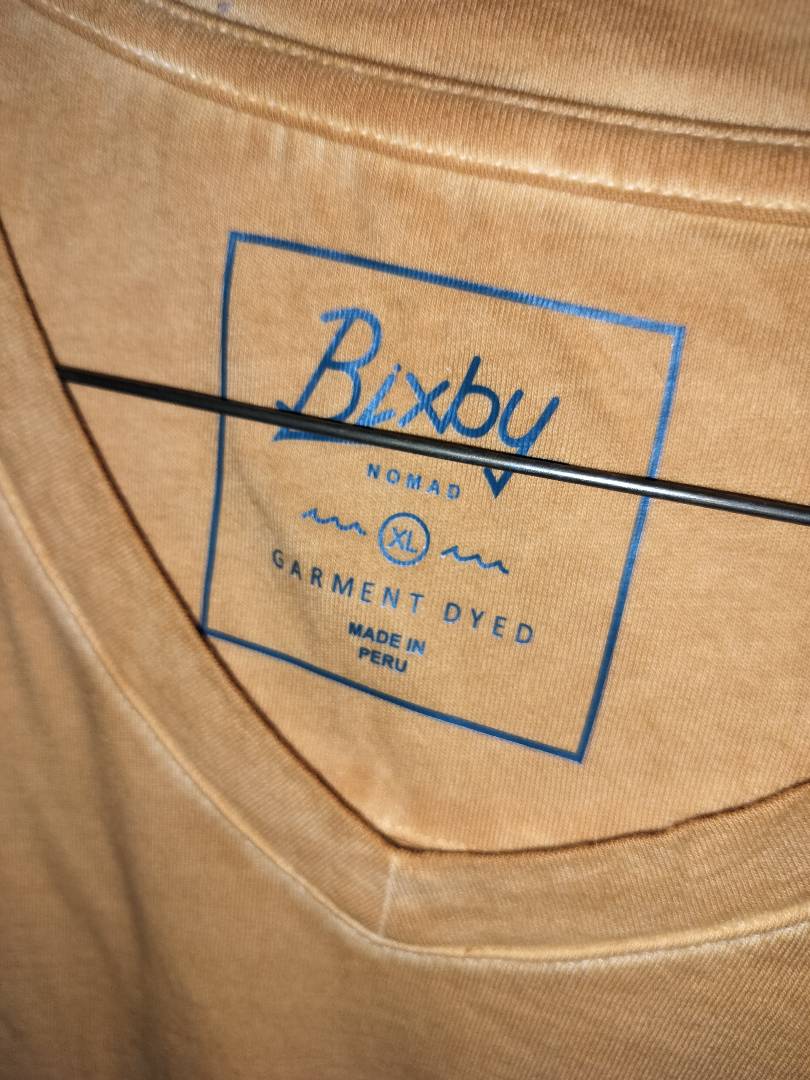 Bixby
NOMAD
XL
GARMENT DYED
MADE IN
PERU